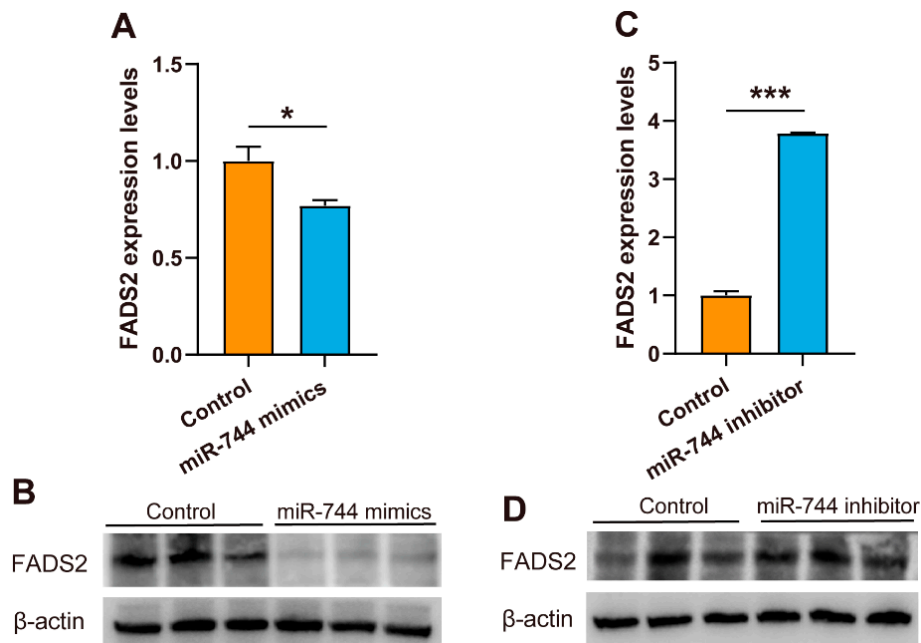 A
FADS2 expression levels
1.5
1.0
0.5
0.0
*
Control
miR-744 mimics
C
FADS2 expression levels
5
4
3
2
1
0
***
Control
miR-744 inhibitor
B
Control
miR-744 mimics
FADS2
β-actin
D
Control
miR-744 inhibitor
FADS2
β-actin